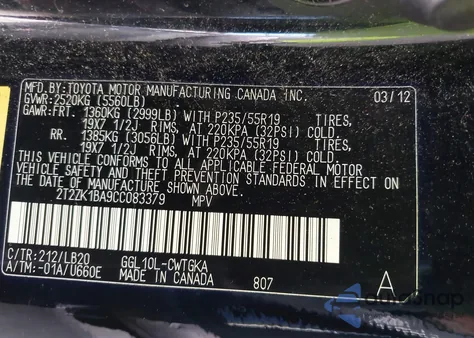 MFD.BY:TOYOTA MOTOR MANUFACTURING CANADA INC. 03/12
GVWR:2520KG (5560LB)
GAWR:FRT. 1360KG (2999LB) WITH P235/55R19 TIRES,
19X7 1/2J RIMS, AT 220KPA (32PSI) COLD.
RR. 1385KG (3056LB) WITH P235/55R19 TIRES,
19X7 1/2J RIMS, AT 220KPA (32PSI) COLD.
THIS VEHICLE CONFORMS TO ALL APPLICABLE FEDERAL MOTOR
VEHICLE SAFETY AND THEFT PREVENTION STANDARDS IN EFFECT ON
THE DATE OF MANUFACTURE SHOWN ABOVE.
2T2ZK1BA9CC083379 MPV
C/TR:212/LB20 GGL10L-CWTGKA
A/TM:-01A/U660E MADE IN CANADA 807 A
autosnap